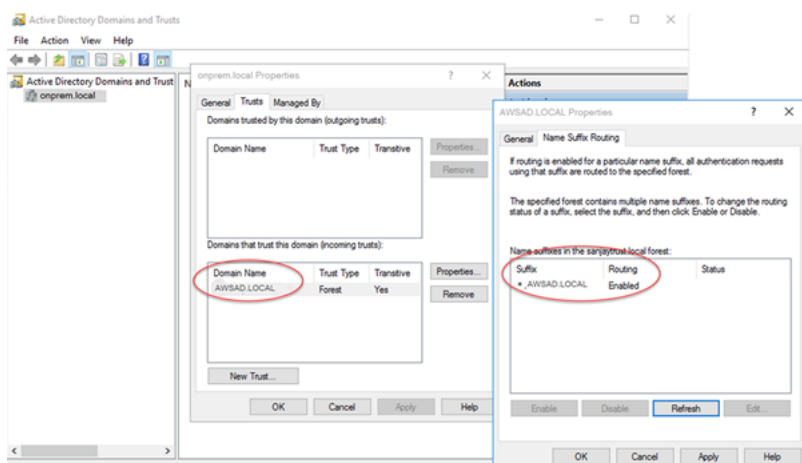 Active Directory Domains and Trusts
File Action View Help
Active Directory Domains and Trust
onprem.local
N
onprem.local Properties
General Trusts Managed By
Domains trusted by this domain (outgoing trusts):
Domain Name Trust Type Transitive
Properties...
Remove
Domains that trust this domain (incoming trusts):
Domain Name Trust Type Transitive
AWSAD.LOCAL Forest Yes
Properties...
Remove
New Trust...
OK Cancel Apply Help
Actions
AWSAD.LOCAL Properties
General Name Suffix Routing
If routing is enabled for a particular name suffix, all authentication requests
using that suffix are routed to the specified forest.
The specified forest contains multiple name suffixes. To change the routing
status of a suffix, select the suffix, and then click Enable or Disable.
Name suffixes in the sanjaytrust.local forest:
Suffix Routing Status
*.AWSAD.LOCAL Enabled
Enable Disable Refresh Edit...
OK Cancel Apply Help